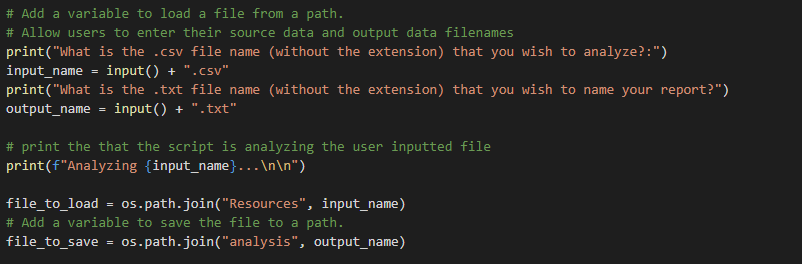 # Add a variable to load a file from a path.
# Allow users to enter their source data and output data filenames
print("What is the .csv file name (without the extension) that you wish to analyze?:")
input_name = input() + ".csv"
print("What is the .txt file name (without the extension) that you wish to name your report?")
output_name = input() + ".txt"

# print the that the script is analyzing the user inputted file
print(f"Analyzing {input_name}...\n\n")

file_to_load = os.path.join("Resources", input_name)
# Add a variable to save the file to a path.
file_to_save = os.path.join("analysis", output_name)